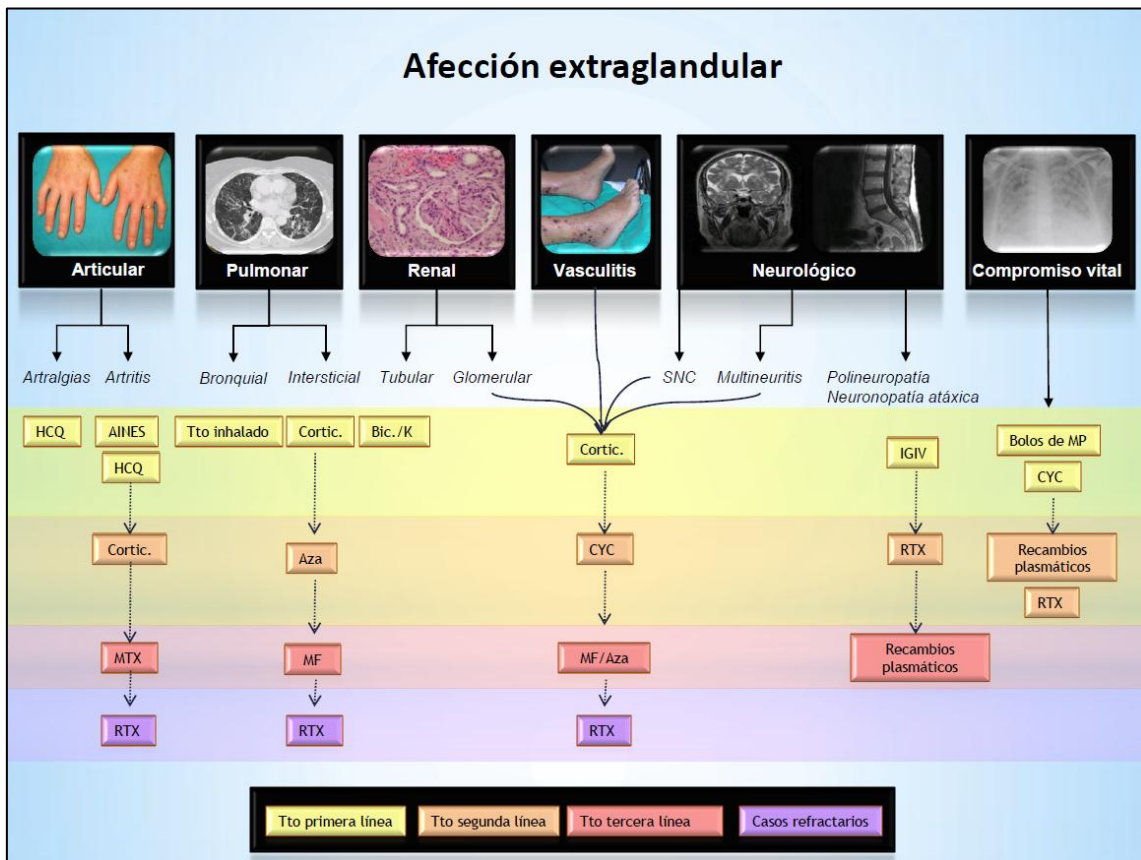 Afección extraglandular
Articular
Pulmonar
Renal
Vasculitis
Neurológico
Compromiso vital
Artralgias
Artritis
Bronquial
Intersticial
Tubular
Glomerular
SNC
Multineuritis
Polineuropatía
Neuronopatía atáxica
HCQ
AINES
HCQ
Tto inhalado
Cortic.
Bic./K
Cortic.
IGIV
Bolos de MP
CYC
Cortic.
Aza
CYC
RTX
Recambios
plasmáticos
RTX
MTX
MF
MF/Aza
Recambios
plasmáticos
RTX
RTX
RTX
Tto primera línea
Tto segunda línea
Tto tercera línea
Casos refractarios